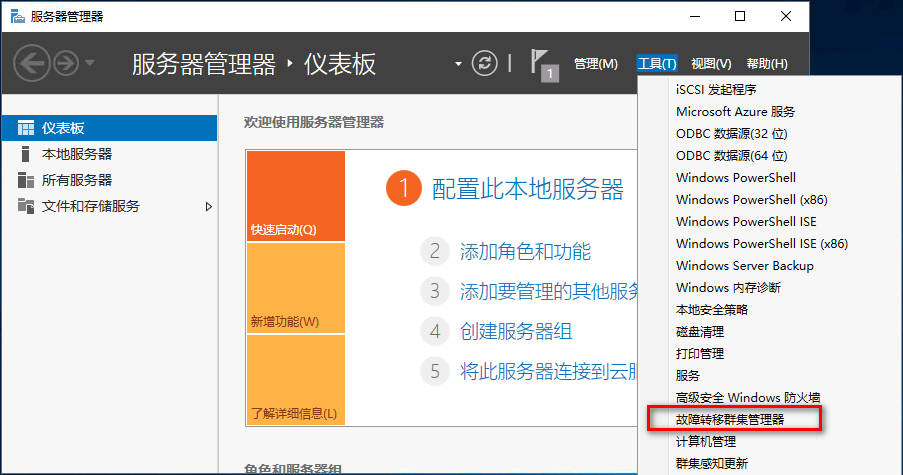 服务器管理器
服务器管理器 ‣ 仪表板
1
管理(M) 工具(T) 视图(V) 帮助(H)
仪表板
本地服务器
所有服务器
文件和存储服务
欢迎使用服务器管理器
快速启动(Q)
新增功能(W)
了解详细信息(L)
1 配置此本地服务器
2 添加角色和功能
3 添加要管理的其他服务
4 创建服务器组
5 将此服务器连接到云服
角色和服务器组
iSCSI 发起程序
Microsoft Azure 服务
ODBC 数据源(32 位)
ODBC 数据源(64 位)
Windows PowerShell
Windows PowerShell (x86)
Windows PowerShell ISE
Windows PowerShell ISE (x86)
Windows Server Backup
Windows 内存诊断
本地安全策略
磁盘清理
打印管理
服务
高级安全 Windows 防火墙
故障转移群集管理器
计算机管理
群集感知更新